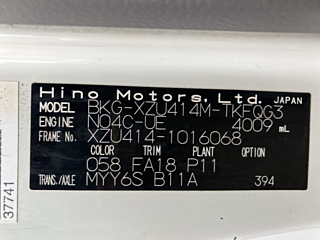 Hino Motors, Ltd. JAPAN
MODEL BKG-XZU414M-TKFQG3
ENGINE N04C-UE 4009 mL
FRAME No. XZU414-1016068
COLOR TRIM PLANT
058 FA18 P11
TRANS./AXLE MYY6S B11A 394
37741